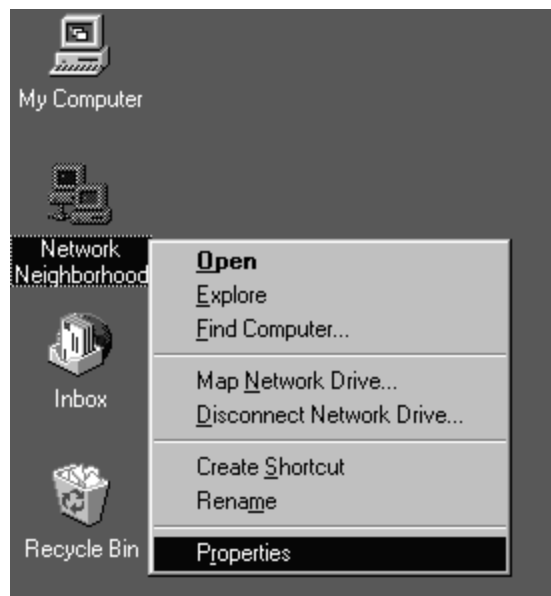 My Computer
Network
Neighborhood
Open
Explore
Find Computer...
Map Network Drive...
Disconnect Network Drive...
Create Shortcut
Rename
Properties
Inbox
Recycle Bin